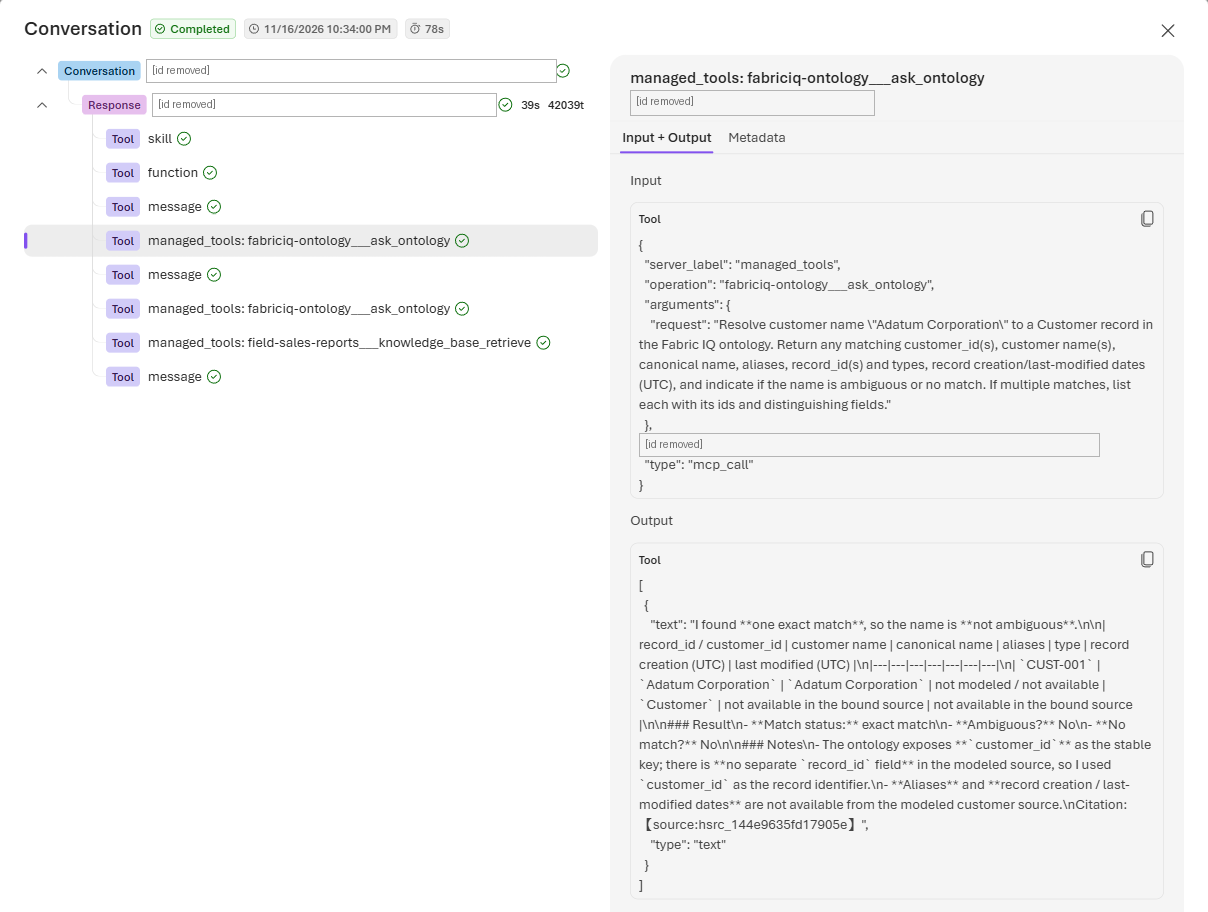 Conversation
Completed
11/16/2026 10:34:00 PM
78s
Conversation
[id removed]
Response
[id removed]
39s
42039t
Tool skill
Tool function
Tool message
Tool managed_tools: fabriciq-ontology___ask_ontology
Tool message
Tool managed_tools: fabriciq-ontology___ask_ontology
Tool managed_tools: field-sales-reports___knowledge_base_retrieve
Tool message
managed_tools: fabriciq-ontology___ask_ontology
[id removed]
Input + Output
Metadata
Input
Tool
{
"server_label": "managed_tools",
"operation": "fabriciq-ontology___ask_ontology",
"arguments": {
"request": "Resolve customer name \"Adatum Corporation\" to a Customer record in
the Fabric IQ ontology. Return any matching customer_id(s), customer name(s),
canonical name, aliases, record_id(s) and types, record creation/last-modified dates
(UTC), and indicate if the name is ambiguous or no match. If multiple matches, list
each with its ids and distinguishing fields."
},
[id removed]
"type": "mcp_call"
}
Output
Tool
[
{
"text": "I found **one exact match**, so the name is **not ambiguous**.\n\n|
record_id / customer_id | customer name | canonical name | aliases | type | record
creation (UTC) | last modified (UTC) |\n|---|---|---|---|---|---|---|\n| `CUST-001` |
`Adatum Corporation` | `Adatum Corporation` | not modeled / not available |
`Customer` | not available in the bound source | not available in the bound source
|\n\n### Result\n- **Match status:** exact match\n- **Ambiguous?** No\n- **No
match?** No\n\n### Notes\n- The ontology exposes **`customer_id`** as the stable
key; there is **no separate `record_id` field** in the modeled source, so I used
`customer_id` as the record identifier.\n- **Aliases** and **record creation / last-
modified dates** are not available from the modeled customer source.\nCitation:
【source:hsrc_144e9635fd17905e】",
"type": "text"
}
]